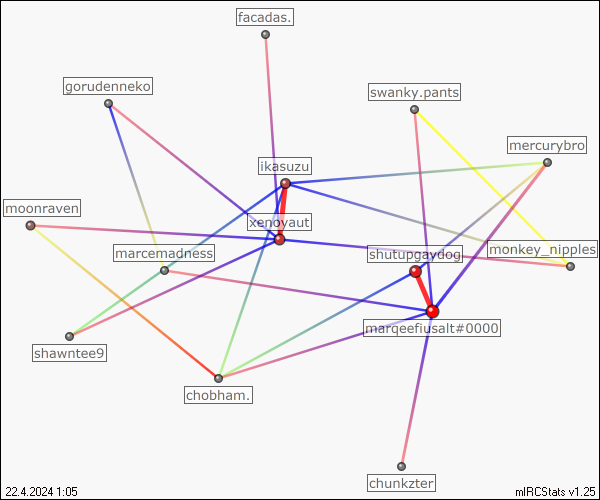 facadas.
gorudenneko
swanky.pants
mercurybro
ikasuzu
moonraven
xenovaut
marcemadness
shutupgaydog
monkey_nipples
marqeefiusalt#0000
shawntee9
chobham.
chunkzter
22.4.2024 1:05
mIRCStats v1.25